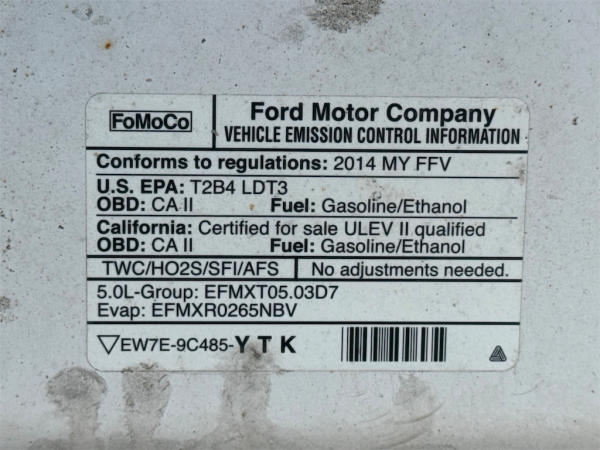 FoMoCo
Ford Motor Company
VEHICLE EMISSION CONTROL INFORMATION
Conforms to regulations: 2014 MY FFV
U.S. EPA: T2B4 LDT3
OBD: CA II Fuel: Gasoline/Ethanol
California: Certified for sale ULEV II qualified
OBD: CA II Fuel: Gasoline/Ethanol
TWC/HO2S/SFI/AFS No adjustments needed.
5.0L-Group: EFMXT05.03D7
Evap: EFMXR0265NBV
EW7E-9C485-Y T K